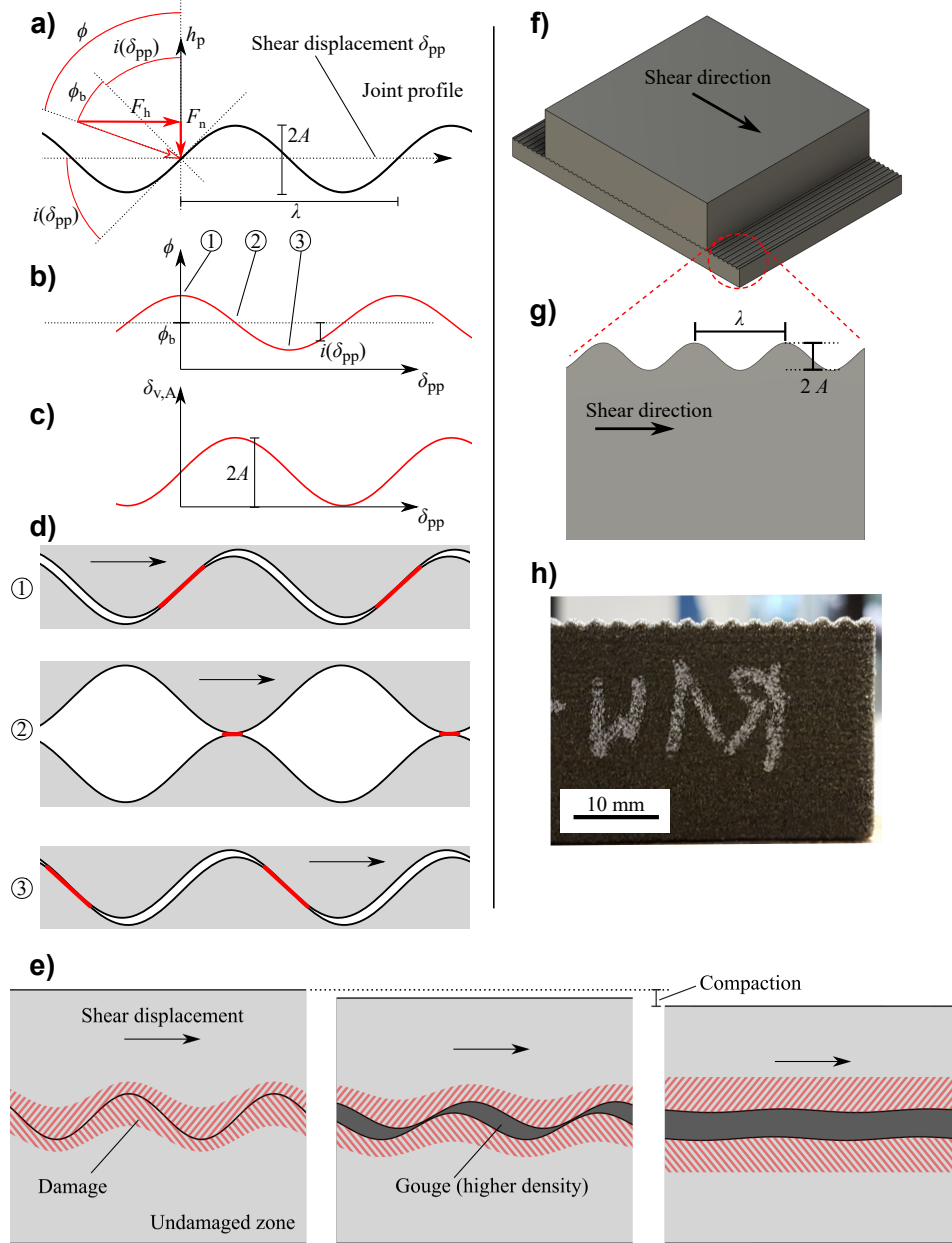 a)
ϕ
i(δpp)
hp
ϕb
Fh
Fn
Shear displacement δpp
Joint profile
2A
i(δpp)
λ
① ② ③
b)
ϕ
ϕb
i(δpp)
δpp
c)
δv,A
2A
δpp
d)
①
②
③
e)
Compaction
Shear displacement
Damage
Gouge (higher density)
Undamaged zone
f)
Shear direction
g)
λ
2 A
Shear direction
h)
10 mm